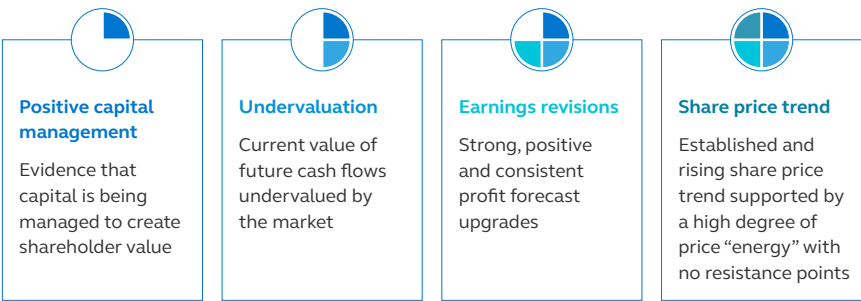 Positive capital
management
Evidence that
capital is being
managed to create
shareholder value
Undervaluation
Current value of
future cash flows
undervalued by
the market
Earnings revisions
Strong, positive
and consistent
profit forecast
upgrades
Share price trend
Established and
rising share price
trend supported by
a high degree of
price “energy” with
no resistance points